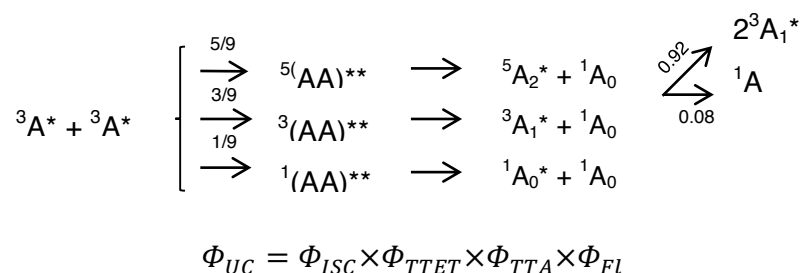 5/9 ⁵⁽AA)** → ⁵A₂* + ¹A₀ 0.92 2³A₁*
0.08 ¹A
³A* + ³A* 3/9 ³(AA)** → ³A₁* + ¹A₀
1/9 ¹(AA)** → ¹A₀* + ¹A₀
Φ_UC = Φ_ISC×Φ_TTET×Φ_TTA×Φ_Fl